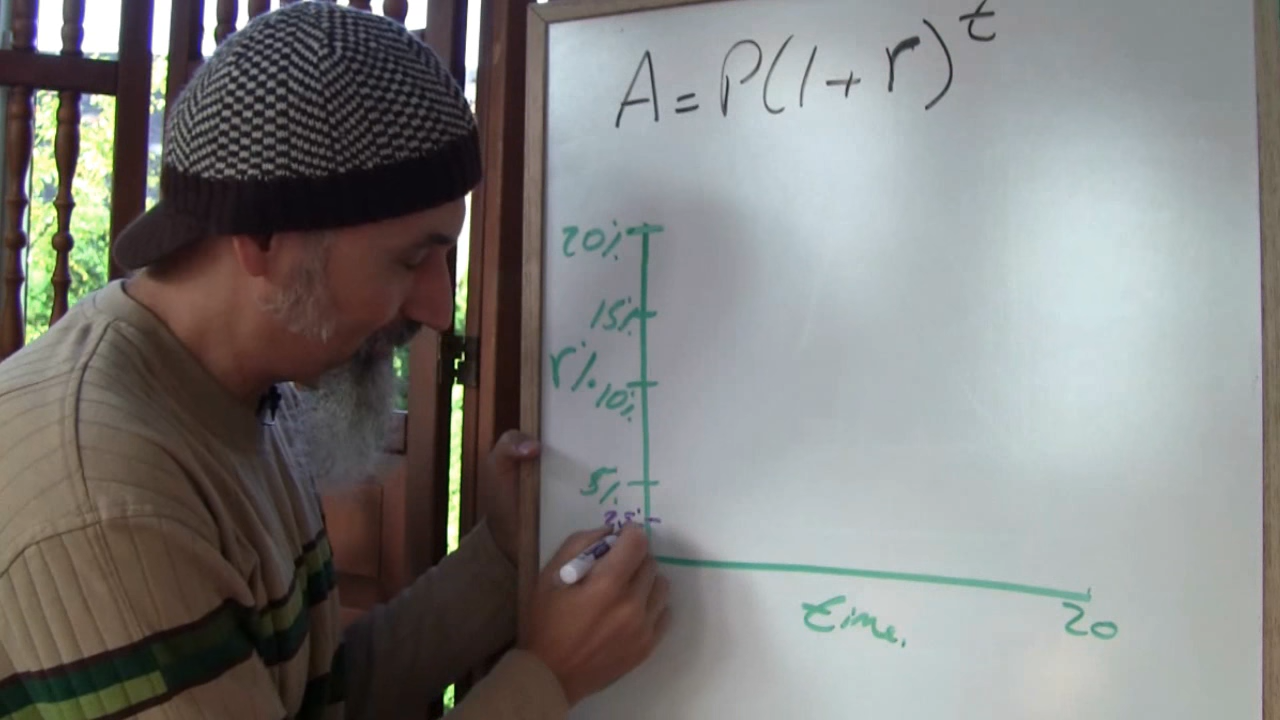 A = P(1 + r)^t
20%
15%
r%
10%
5%
2.5
time.
20